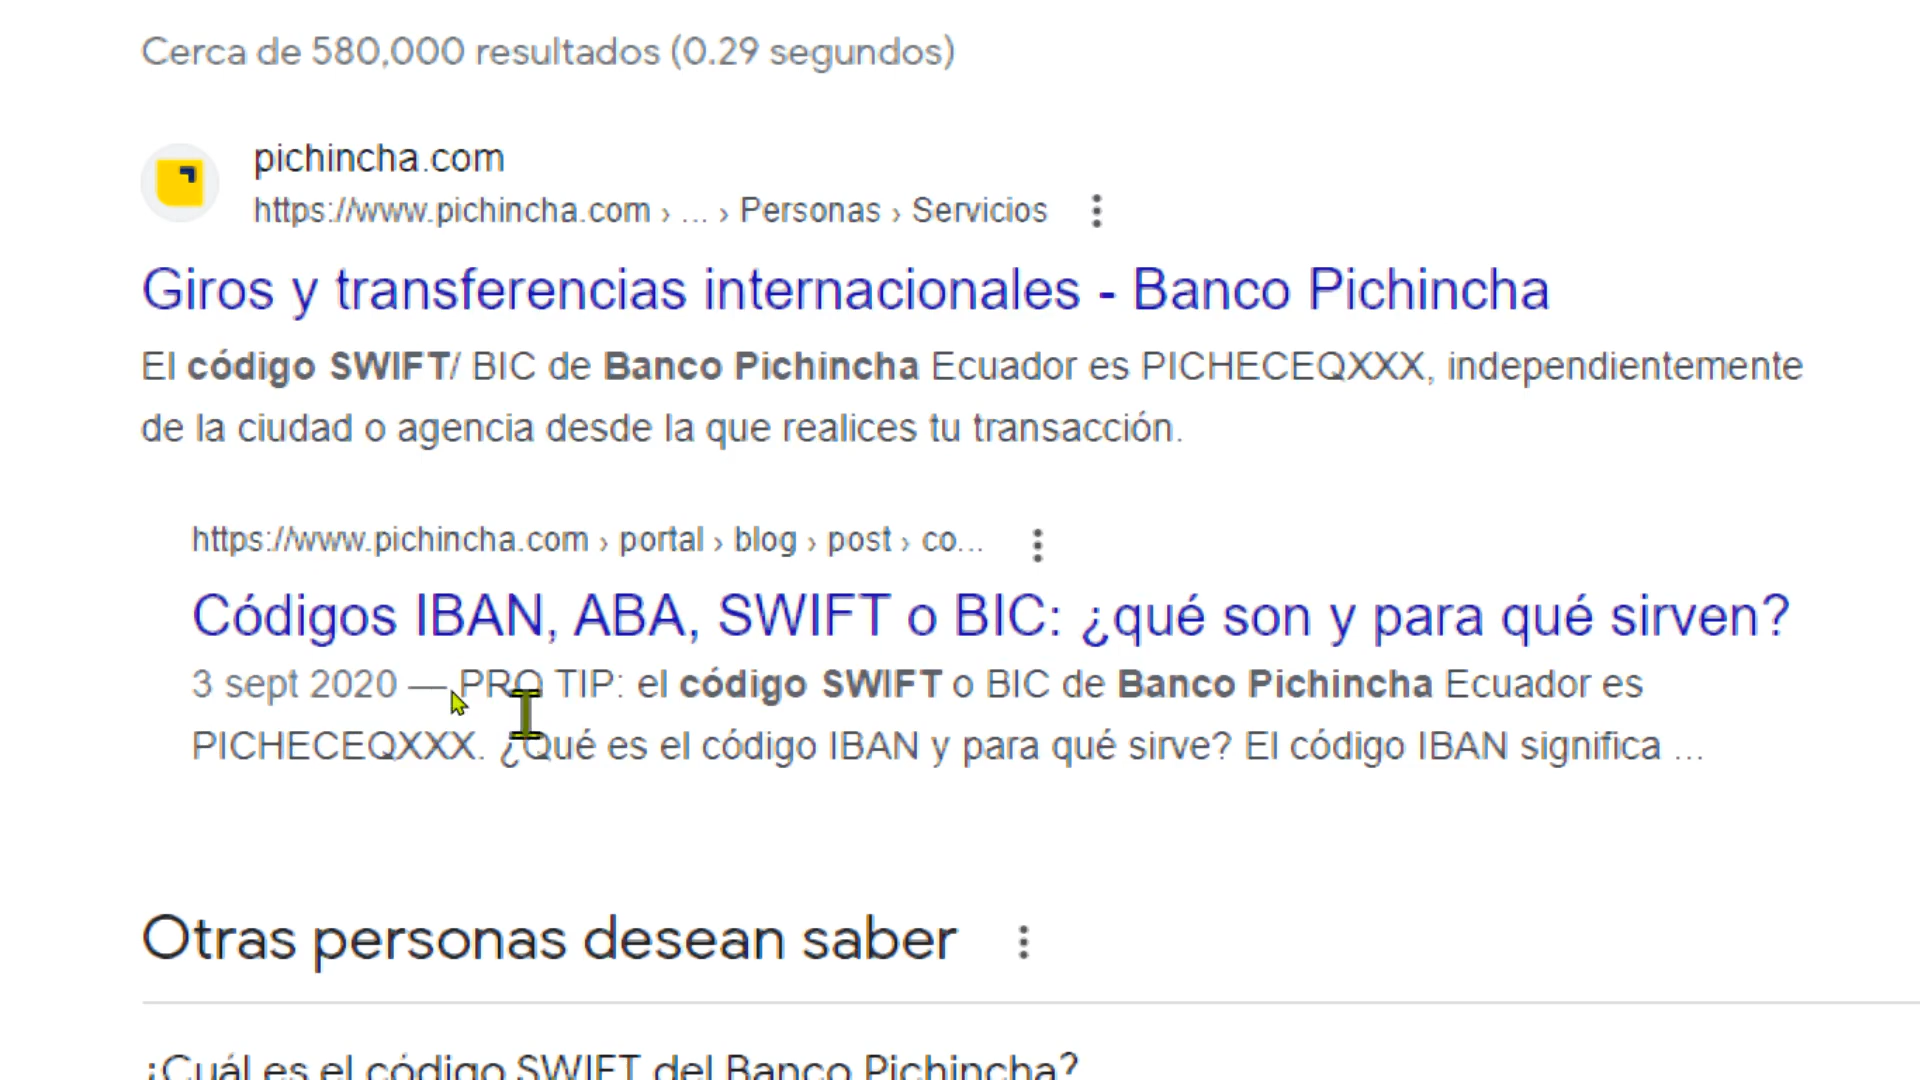 Cerca de 580,000 resultados (0.29 segundos)
pichincha.com
https://www.pichincha.com › ... › Personas › Servicios
Giros y transferencias internacionales - Banco Pichincha
El código SWIFT/ BIC de Banco Pichincha Ecuador es PICHECEQXXX, independientemente
de la ciudad o agencia desde la que realices tu transacción.
https://www.pichincha.com › portal › blog › post › co...
Códigos IBAN, ABA, SWIFT o BIC: ¿qué son y para qué sirven?
3 sept 2020 — PRO TIP: el código SWIFT o BIC de Banco Pichincha Ecuador es
PICHECEQXXX. ¿Qué es el código IBAN y para qué sirve? El código IBAN significa ...
Otras personas desean saber
¿Cuál es el código SWIFT del Banco Pichincha?